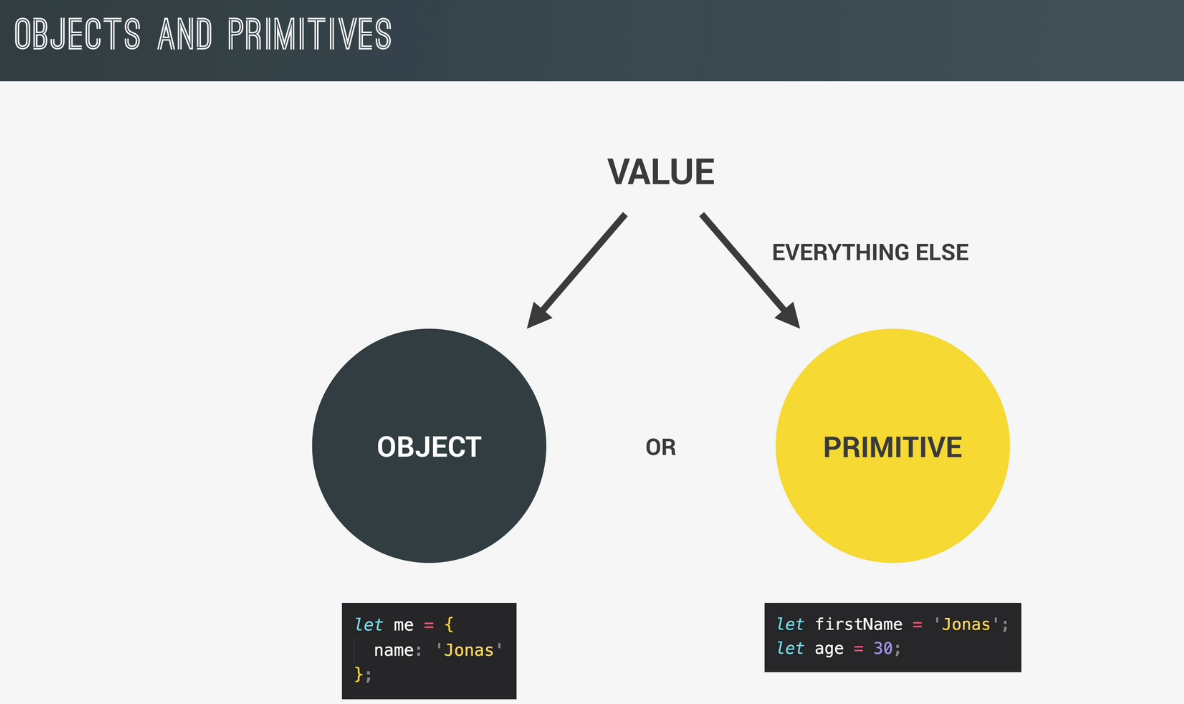 OBJECTS AND PRIMITIVES
VALUE
EVERYTHING ELSE
OBJECT
OR
PRIMITIVE
let me = {
  name: 'Jonas'
};
let firstName = 'Jonas';
let age = 30;